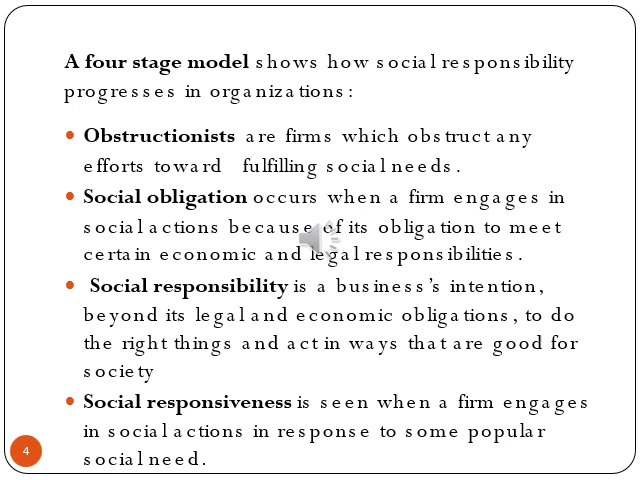 A four stage model shows how social responsibility
progresses in organizations:
• Obstructionists are firms which obstruct any
efforts toward fulfilling social needs.
• Social obligation occurs when a firm engages in
social actions because of its obligation to meet
certain economic and legal responsibilities.
• Social responsibility is a business's intention,
beyond its legal and economic obligations, to do
the right things and act in ways that are good for
society
• Social responsiveness is seen when a firm engages
in social actions in response to some popular
social need.
4